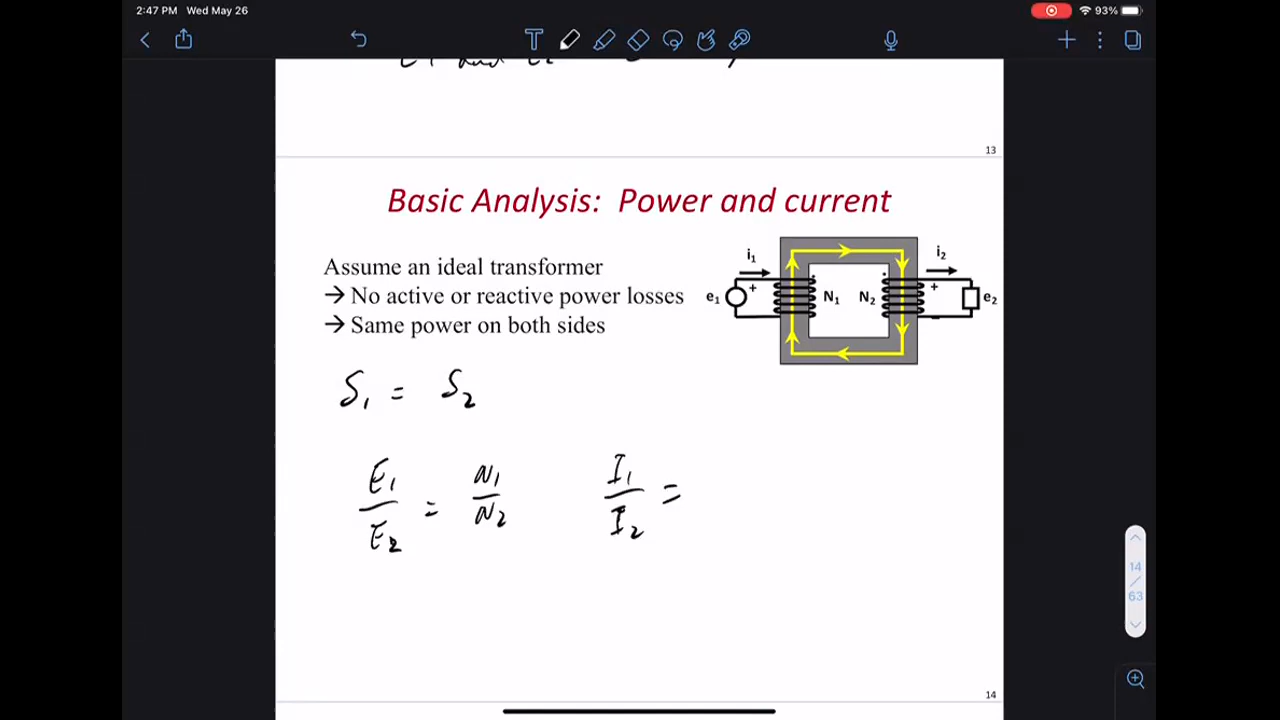 2:47 PM Wed May 26
93%
13
Basic Analysis: Power and current
Assume an ideal transformer
→ No active or reactive power losses
→ Same power on both sides
i1
i2
e1
+
N1
N2
+
e2
S1 = S2
E1/E2 = N1/N2
I1/I2 =
14
/
63
14